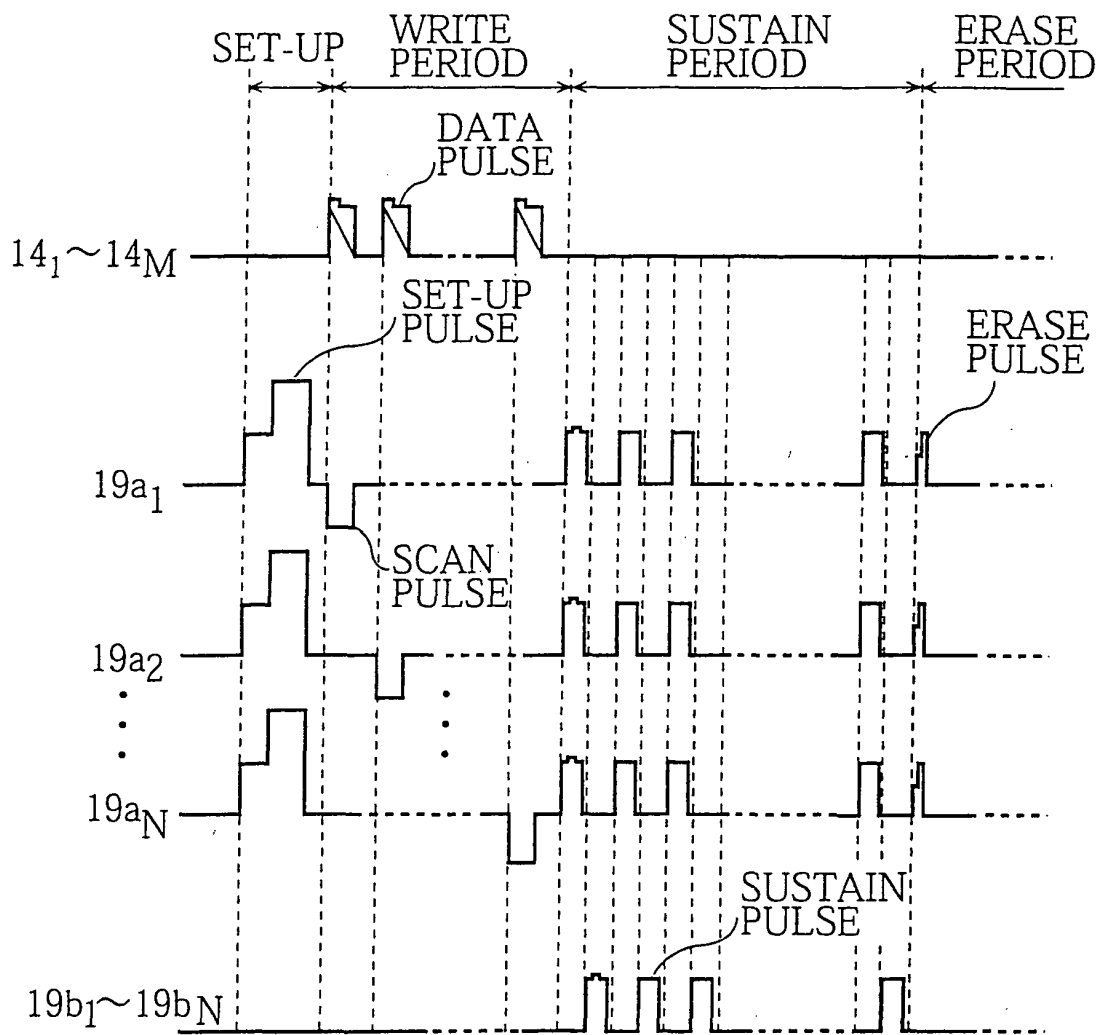 SET-UP
WRITE
PERIOD
SUSTAIN
PERIOD
ERASE
PERIOD
DATA
PULSE
14₁~14M
SET-UP
PULSE
ERASE
PULSE
19a₁
SCAN
PULSE
19a₂
19aN
SUSTAIN
PULSE
19b₁~19bN